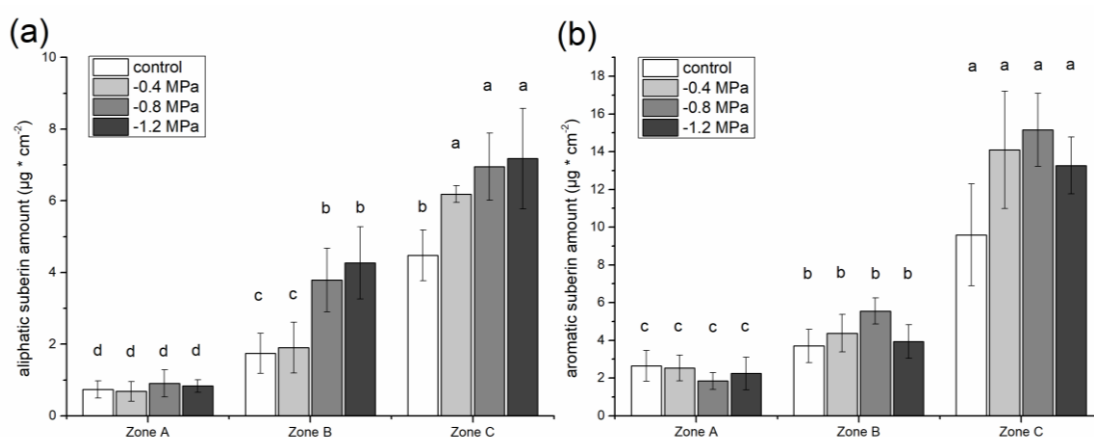 (a)
10
8
6
4
2
0
aliphatic suberin amount (µg * cm-2)
control
-0.4 MPa
-0.8 MPa
-1.2 MPa
d d d d
c c b b
b a a a
Zone A Zone B Zone C
(b)
18
16
14
12
10
8
6
4
2
0
aromatic suberin amount (µg * cm-2)
control
-0.4 MPa
-0.8 MPa
-1.2 MPa
c c c c
b b b b
a a a a
Zone A Zone B Zone C